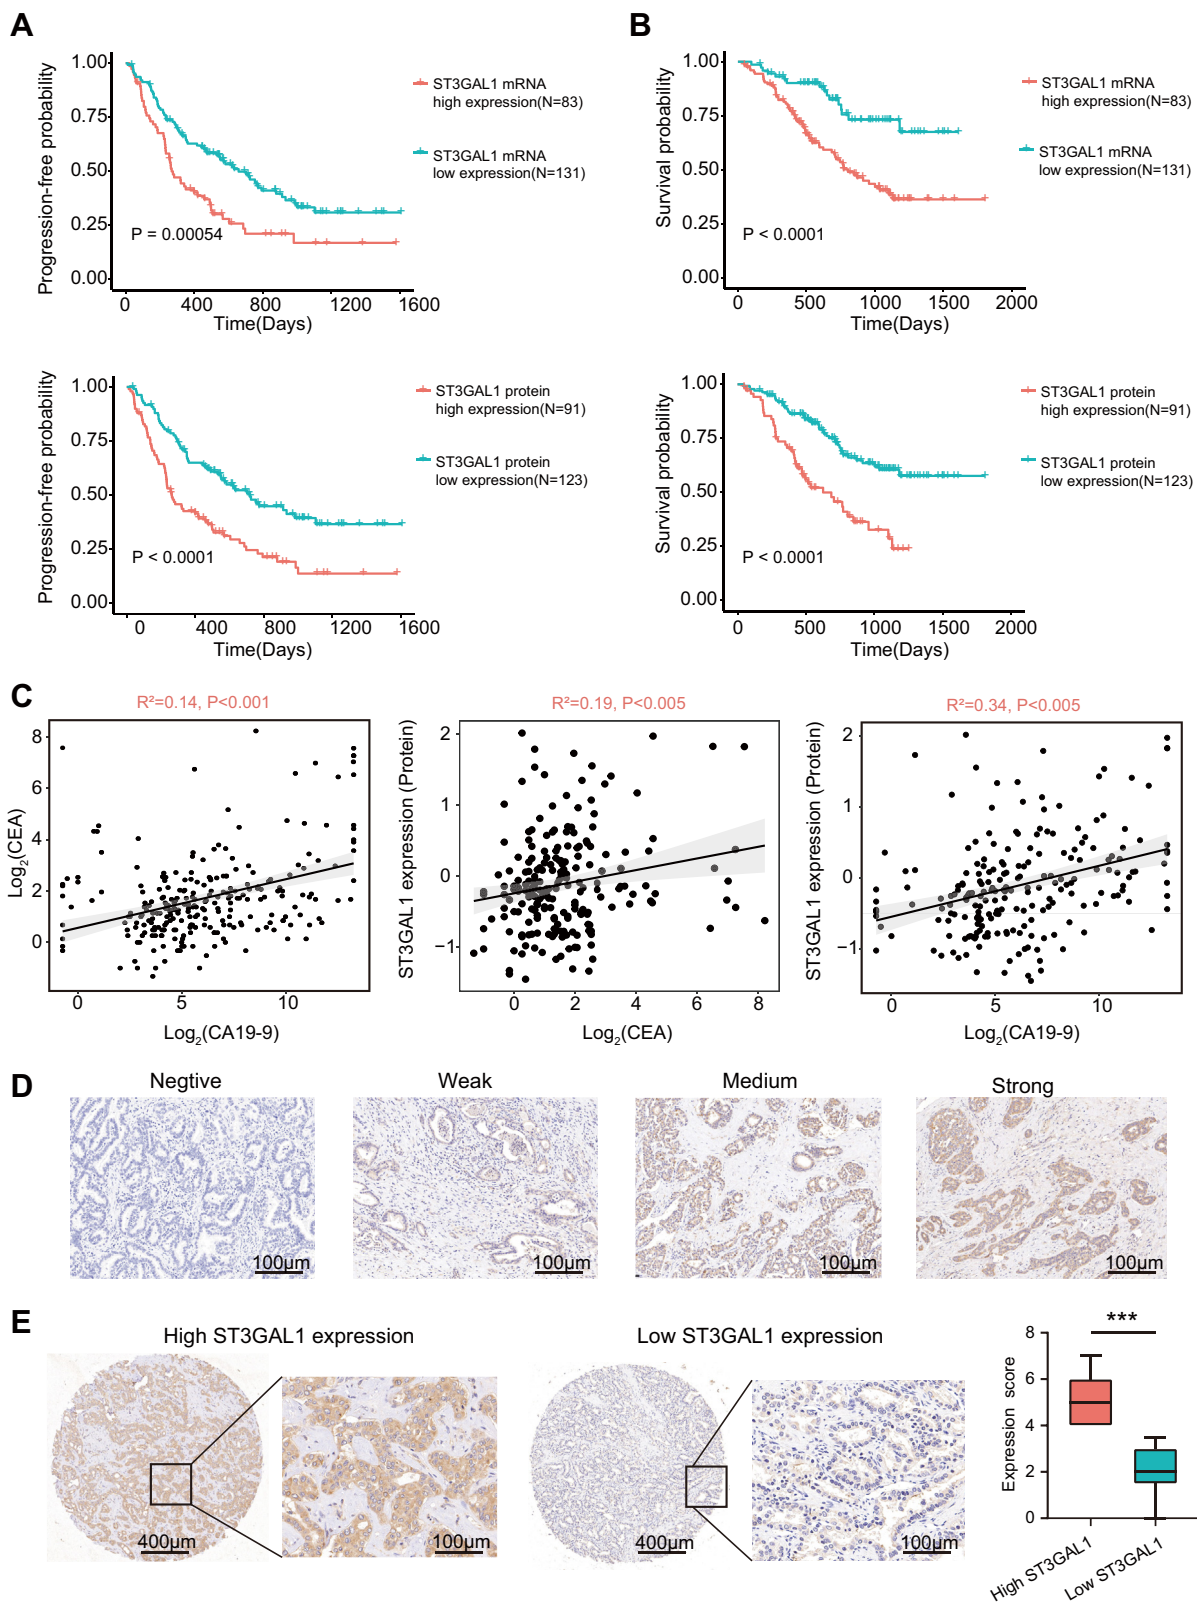 A
Progression-free probability
1.00
0.75
0.50
0.25
0.00
P = 0.00054
0 400 800 1200 1600
Time(Days)
ST3GAL1 mRNA
high expression(N=83)
ST3GAL1 mRNA
low expression(N=131)
B
Survival probability
1.00
0.75
0.50
0.25
0.00
P < 0.0001
0 500 1000 1500 2000
Time(Days)
ST3GAL1 mRNA
high expression(N=83)
ST3GAL1 mRNA
low expression(N=131)
Progression-free probability
1.00
0.75
0.50
0.25
0.00
P < 0.0001
0 400 800 1200 1600
Time(Days)
ST3GAL1 protein
high expression(N=91)
ST3GAL1 protein
low expression(N=123)
Survival probability
1.00
0.75
0.50
0.25
0.00
P < 0.0001
0 500 1000 1500 2000
Time(Days)
ST3GAL1 protein
high expression(N=91)
ST3GAL1 protein
low expression(N=123)
C
R²=0.14, P<0.001
Log₂(CEA)
8
6
4
2
0
0 5 10
Log₂(CA19-9)
R²=0.19, P<0.005
ST3GAL1 expression (Protein)
2
1
0
−1
0 2 4 6 8
Log₂(CEA)
R²=0.34, P<0.005
ST3GAL1 expression (Protein)
2
1
0
−1
0 5 10
Log₂(CA19-9)
D
Negtive
Weak
Medium
Strong
100µm
100µm
100µm
100µm
E
High ST3GAL1 expression
400µm
100µm
Low ST3GAL1 expression
400µm
100µm
***
Expression score
8
6
4
2
0
High ST3GAL1
Low ST3GAL1